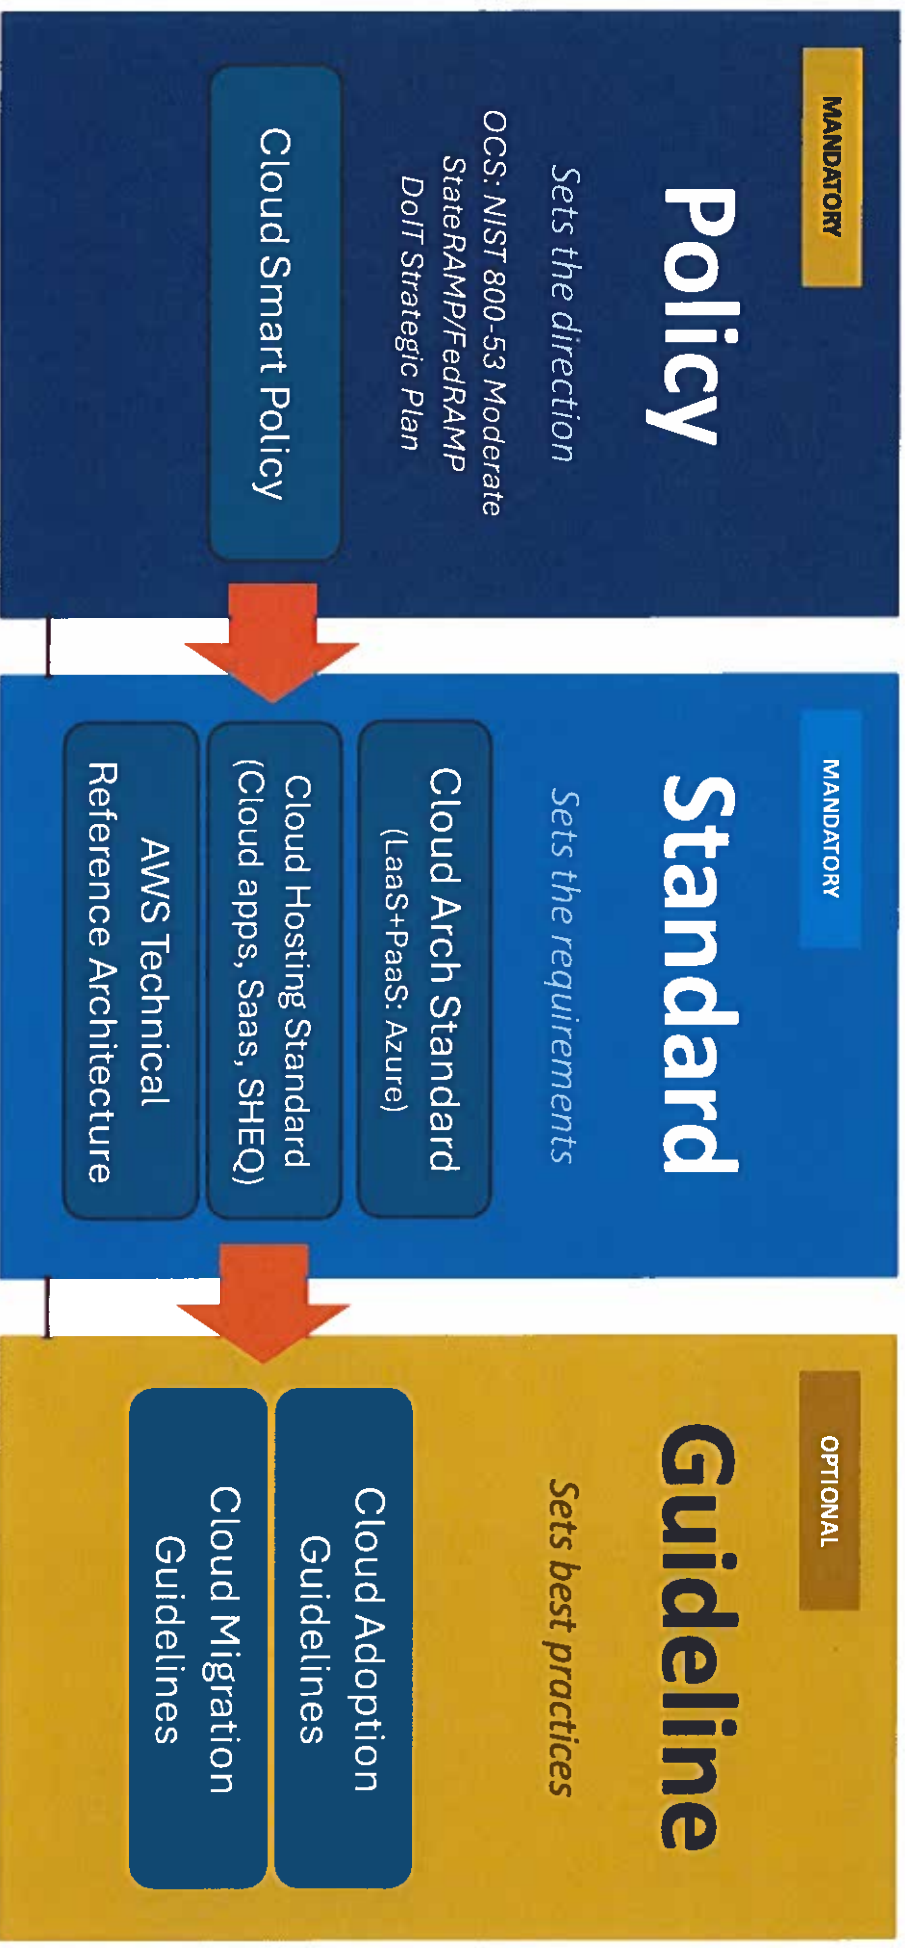 MANDATORY
Policy
Sets the direction
OCS: NIST 800-53 Moderate
StateRAMP/FedRAMP
DoIT Strategic Plan
Cloud Smart Policy
MANDATORY
Standard
Sets the requirements
Cloud Arch Standard
(LaaS+PaaS: Azure)
Cloud Hosting Standard
(Cloud apps, Saas, SHEQ)
AWS Technical
Reference Architecture
OPTIONAL
Guideline
Sets best practices
Cloud Adoption
Guidelines
Cloud Migration
Guidelines